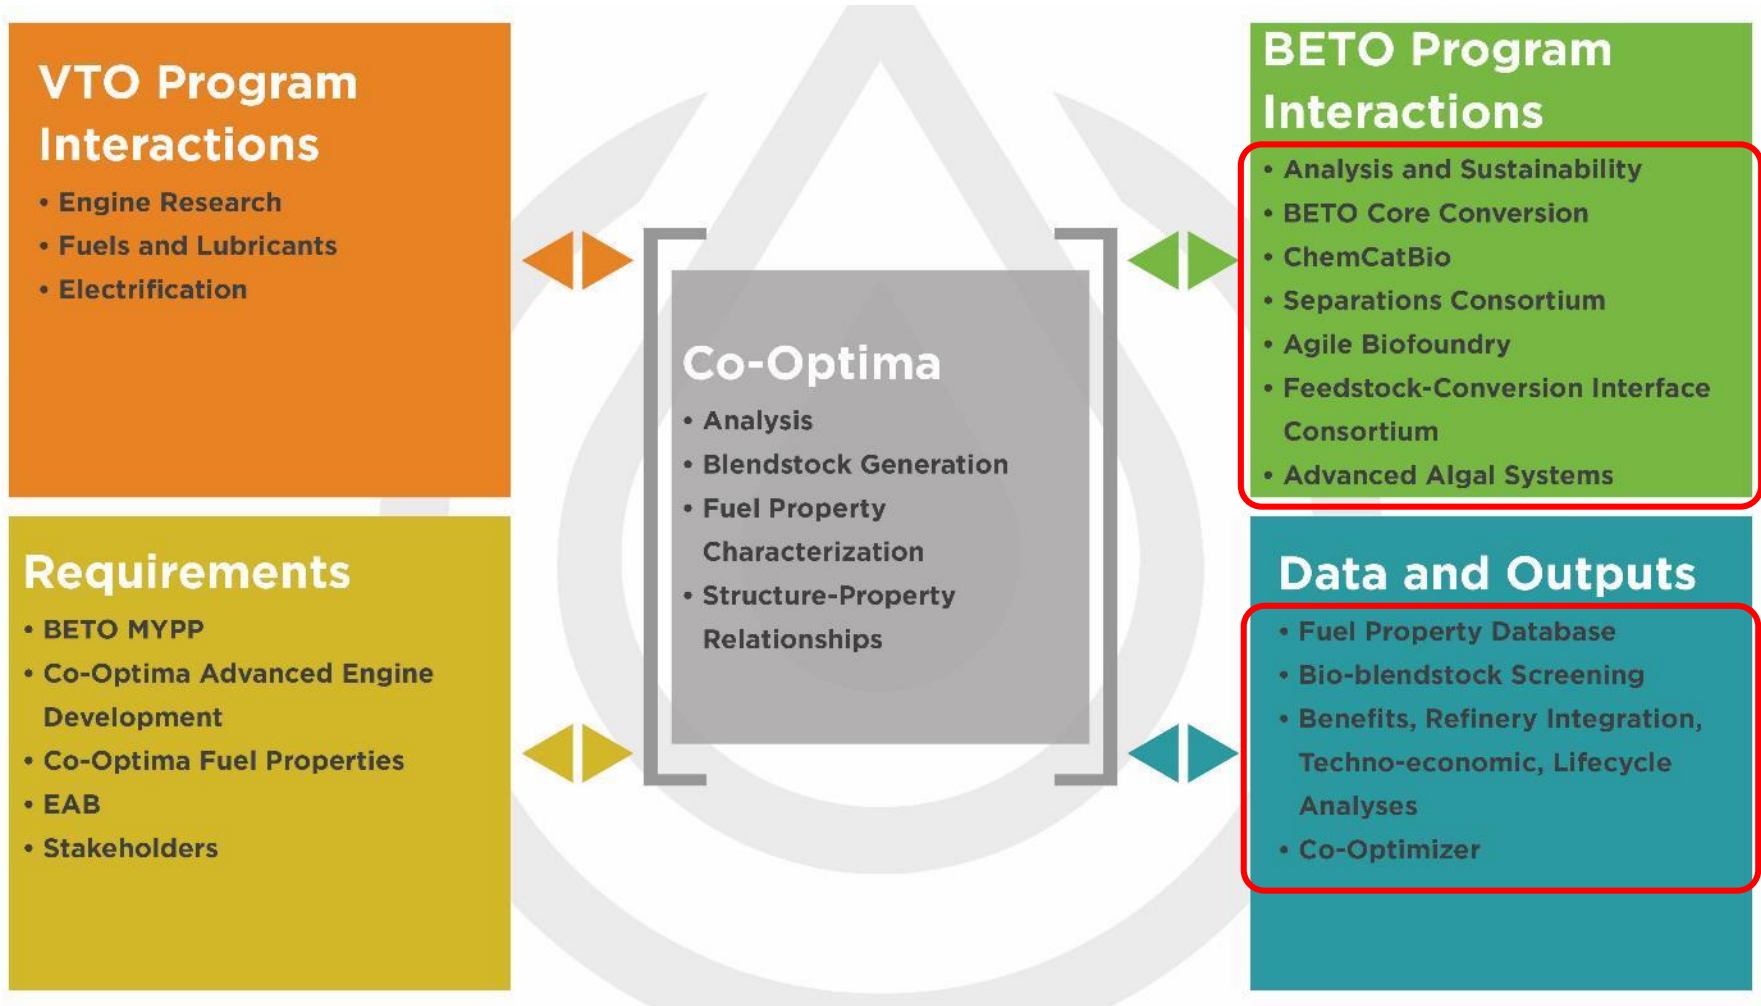 VTO Program
Interactions
• Engine Research
• Fuels and Lubricants
• Electrification
Requirements
• BETO MYPP
• Co-Optima Advanced Engine
Development
• Co-Optima Fuel Properties
• EAB
• Stakeholders
Co-Optima
• Analysis
• Blendstock Generation
• Fuel Property
Characterization
• Structure-Property
Relationships
BETO Program
Interactions
• Analysis and Sustainability
• BETO Core Conversion
• ChemCatBio
• Separations Consortium
• Agile Biofoundry
• Feedstock-Conversion Interface
Consortium
• Advanced Algal Systems
Data and Outputs
• Fuel Property Database
• Bio-blendstock Screening
• Benefits, Refinery Integration,
Techno-economic, Lifecycle
Analyses
• Co-Optimizer